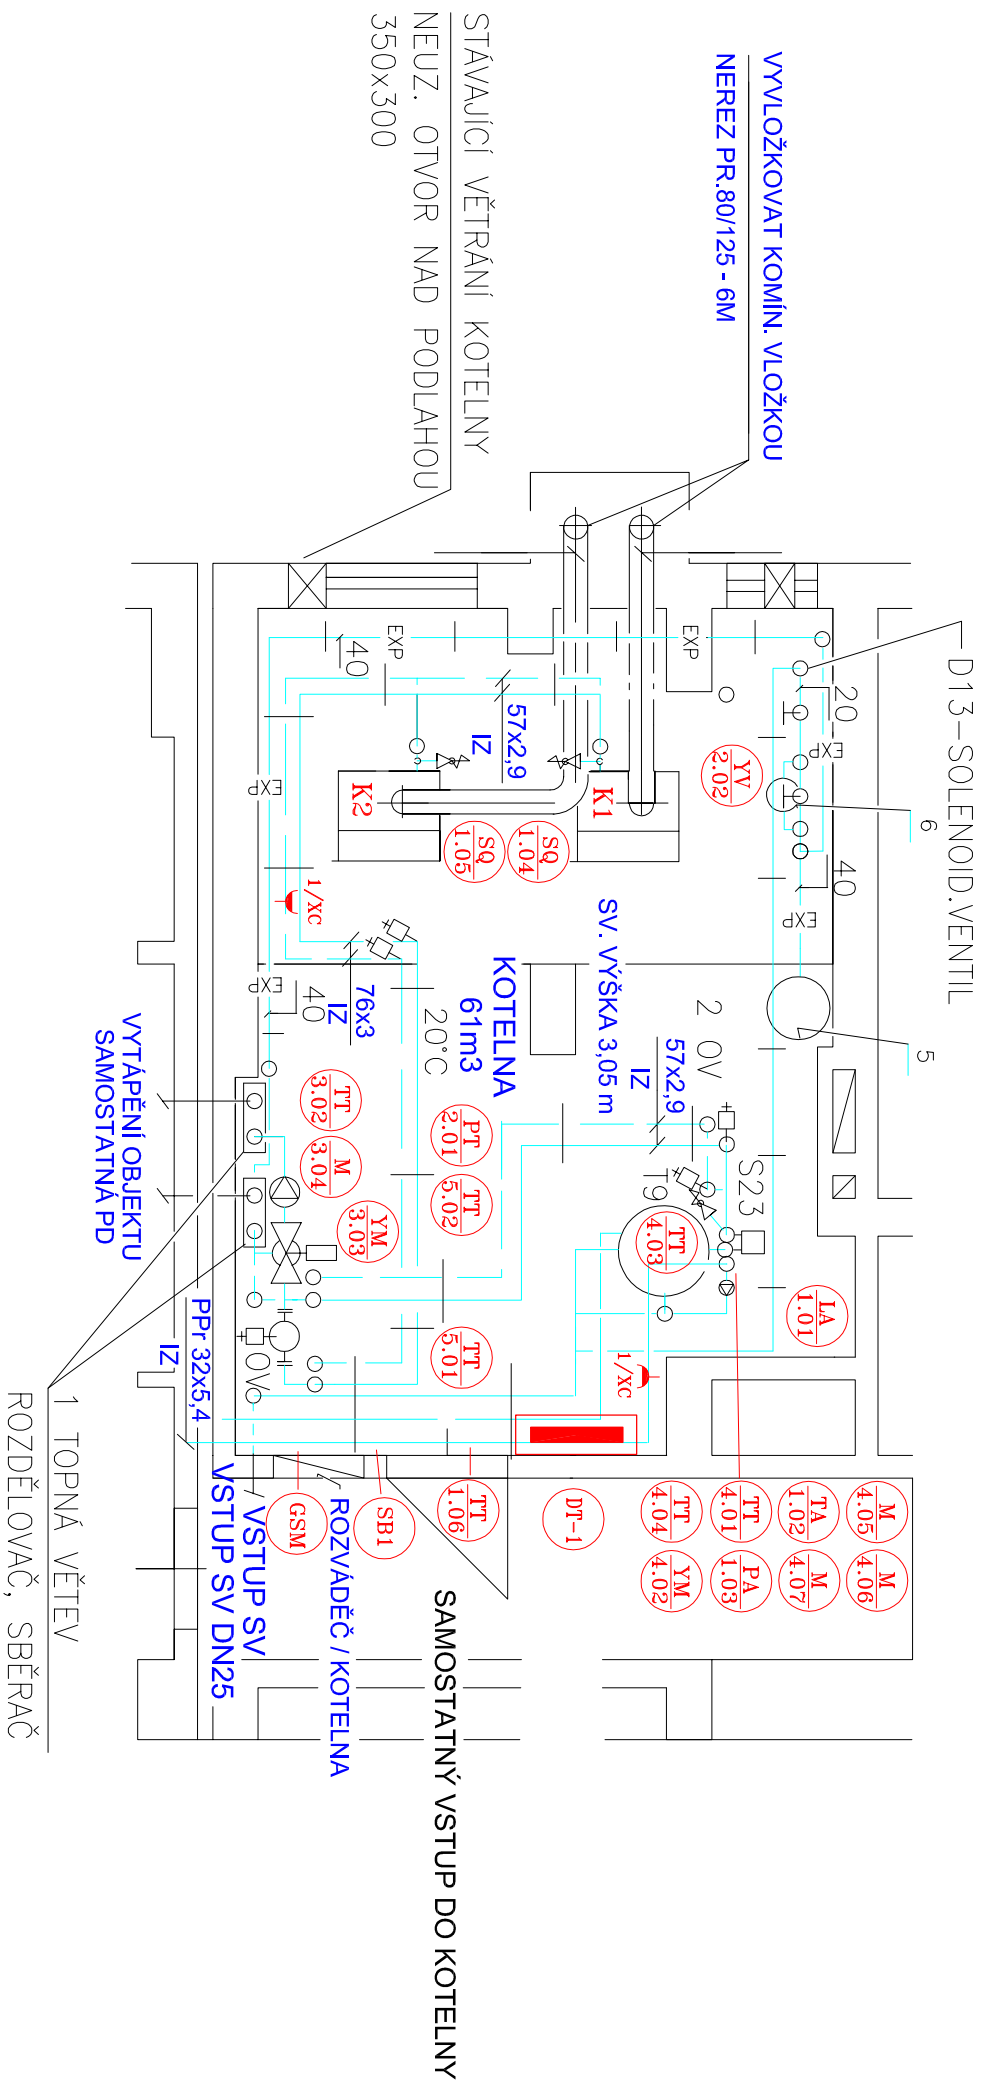 VYVLOŽKOVAT KOMÍN. VLOŽKOU
NEREZ PR.80/125 - 6M
STÁVAJÍCÍ VĚTRÁNÍ KOTELNY
NEUZ. OTVOR NAD PODLAHOU
350x300
D13-SOLENOID.VENTIL
6
5
20
EXP
40
EXP
EXP
EXP
40
EXP
EXP
40
57x2,9
IZ
K1
K2
YV
2.02
SQ
1.04
SQ
1.05
1/XC
76x3
IZ
20°C
KOTELNA
61m3
SV. VÝŠKA 3,05 m
2 OV
57x2,9
IZ
S23
T9
TT
4.03
LA
1.01
PT
2.01
TT
5.02
TT
3.02
M
3.04
YM
3.03
TT
5.01
1/XC
OV
VYTÁPĚNÍ OBJEKTU
SAMOSTATNÁ PD
PPr 32x5,4
IZ
1 TOPNÁ VĚTEV
ROZDĚLOVAČ, SBĚRAČ
VSTUP SV
VSTUP SV DN25
ROZVÁDĚČ / KOTELNA
GSM
SB1
TT
1.06
DT-1
SAMOSTATNÝ VSTUP DO KOTELNY
M
4.05
M
4.06
TA
1.02
M
4.07
TT
4.01
PA
1.03
TT
4.04
YM
4.02